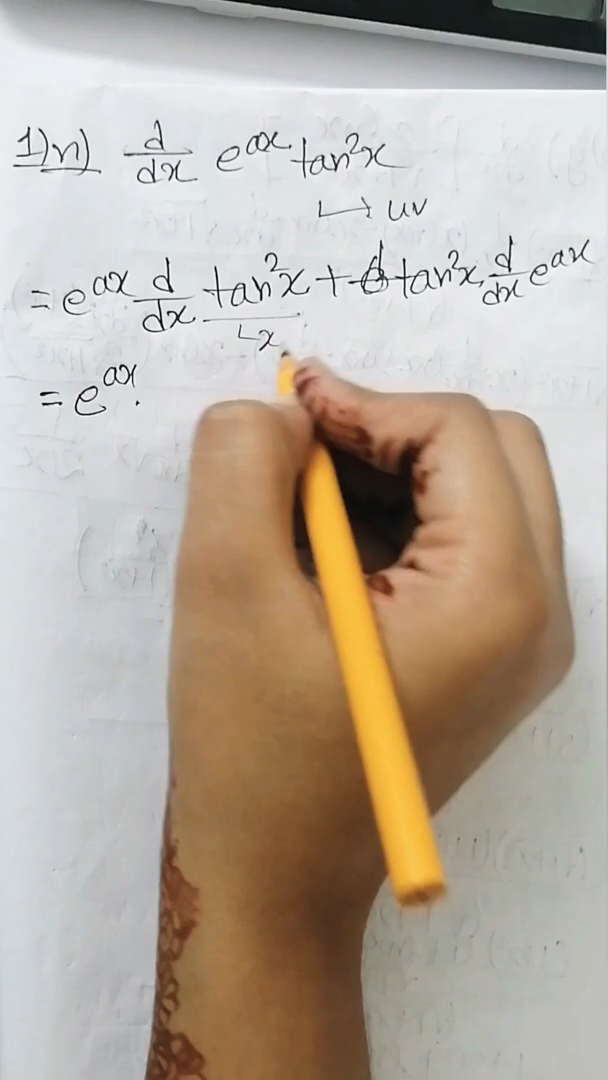 1)n) d/dx e^ax tan²x
↦ uv
= e^ax d/dx tan²x + tan²x. d/dx e^ax
↳x
= e^ax.